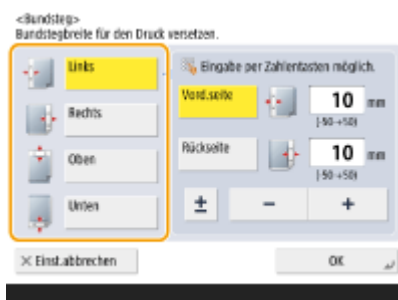 <Bundsteg>
Bundstegbreite für den Druck versetzen.
Links
Rechts
Oben
Unten
Eingabe per Zahlentasten möglich.
Vord.seite
10 mm
(-50~+50)
Rückseite
10 mm
(-50~+50)
± − +
× Einst.abbrechen
OK